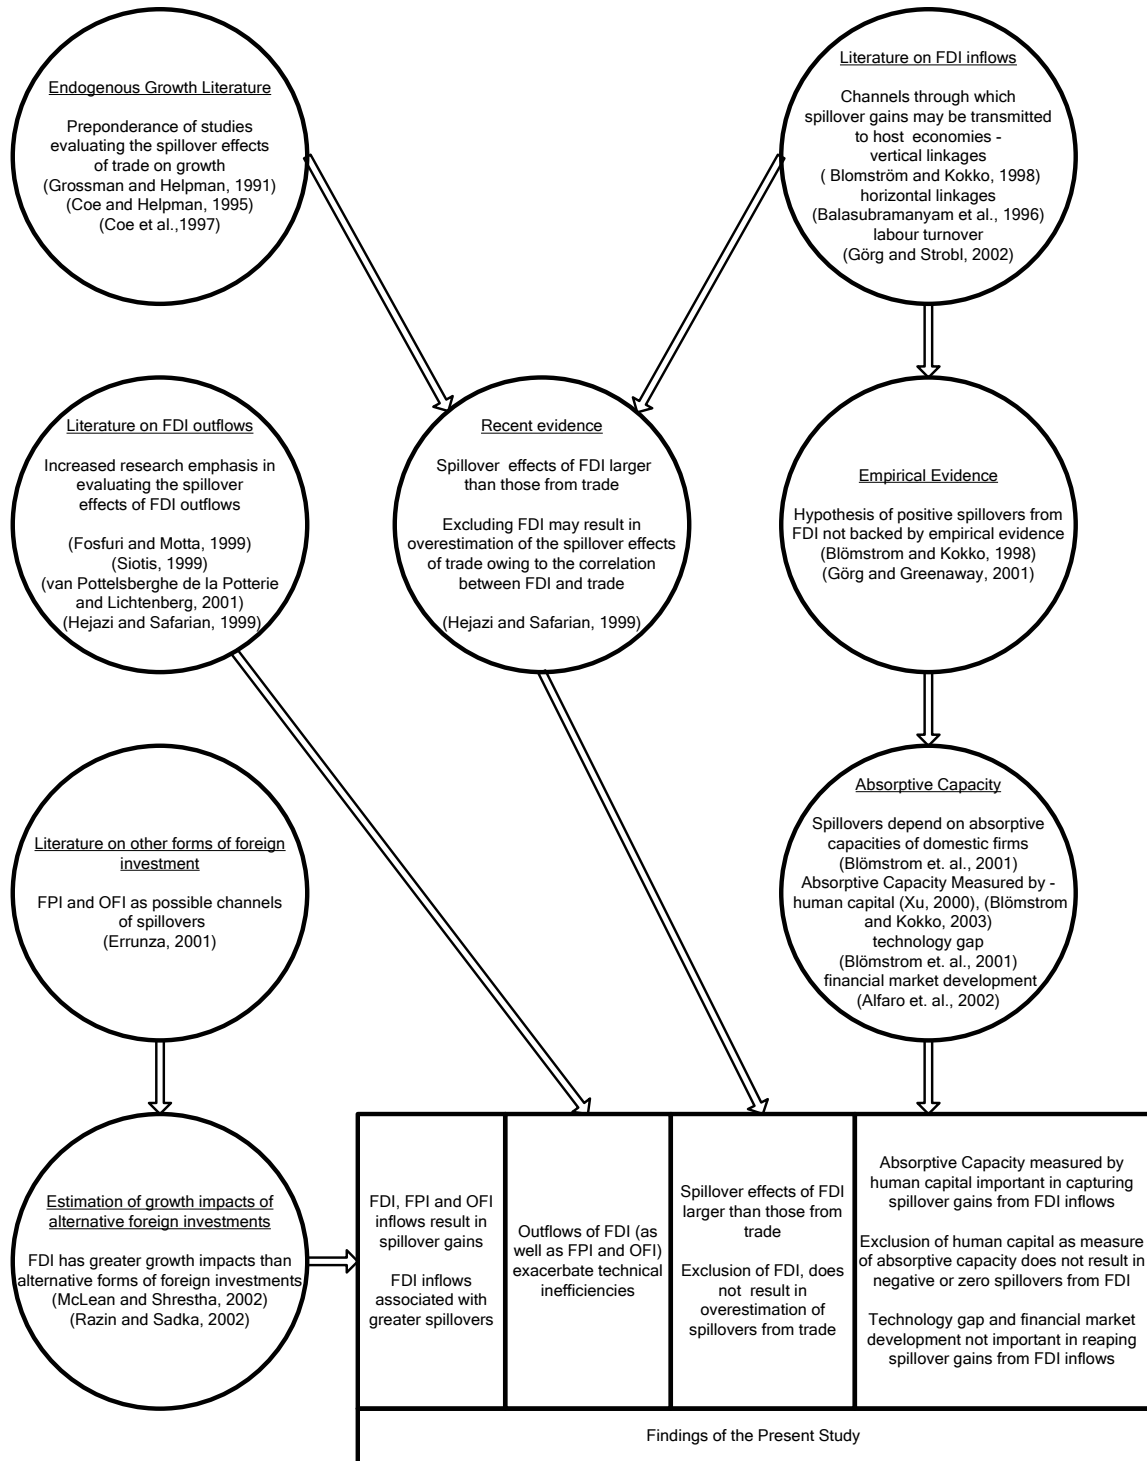 Endogenous Growth Literature
Preponderance of studies
evaluating the spillover effects
of trade on growth
(Grossman and Helpman, 1991)
(Coe and Helpman, 1995)
(Coe et al.,1997)
Literature on FDI inflows
Channels through which
spillover gains may be transmitted
to host  economies -
vertical linkages
( Blomström and Kokko, 1998)
horizontal linkages
(Balasubramanyam et al., 1996)
labour turnover
(Görg and Strobl, 2002)
Literature on FDI outflows
Increased research emphasis in
evaluating the spillover
effects of FDI outflows
(Fosfuri and Motta, 1999)
(Siotis, 1999)
(van Pottelsberghe de la Potterie
and Lichtenberg, 2001)
(Hejazi and Safarian, 1999)
Recent evidence
Spillover  effects of FDI larger
than those from trade
Excluding FDI may result in
overestimation of the spillover effects
of trade owing to the correlation
between FDI and trade
(Hejazi and Safarian, 1999)
Empirical Evidence
Hypothesis of positive spillovers from
FDI not backed by empirical evidence
(Blömstrom and Kokko, 1998)
(Görg and Greenaway, 2001)
Literature on other forms of foreign
investment
FPI and OFI as possible channels
of spillovers
(Errunza, 2001)
Absorptive Capacity
Spillovers depend on absorptive
capacities of domestic firms
(Blömstrom et. al., 2001)
Absorptive Capacity Measured by -
human capital (Xu, 2000), (Blömstrom
and Kokko, 2003)
technology gap
(Blömstrom et. al., 2001)
financial market development
(Alfaro et. al., 2002)
Estimation of growth impacts of
alternative foreign investments
FDI has greater growth impacts than
alternative forms of foreign investments
(McLean and Shrestha, 2002)
(Razin and Sadka, 2002)
FDI, FPI and OFI
inflows result in
spillover gains
FDI inflows
associated with
greater spillovers
Outflows of FDI (as
well as FPI and OFI)
exacerbate technical
inefficiencies
Spillover effects of FDI
larger than those from
trade
Exclusion of FDI, does
not  result in
overestimation of
spillovers from trade
Absorptive Capacity measured by
human capital important in capturing
spillover gains from FDI inflows
Exclusion of human capital as measure
of absorptive capacity does not result in
negative or zero spillovers from FDI
Technology gap and financial market
development not important in reaping
spillover gains from FDI inflows
Findings of the Present Study